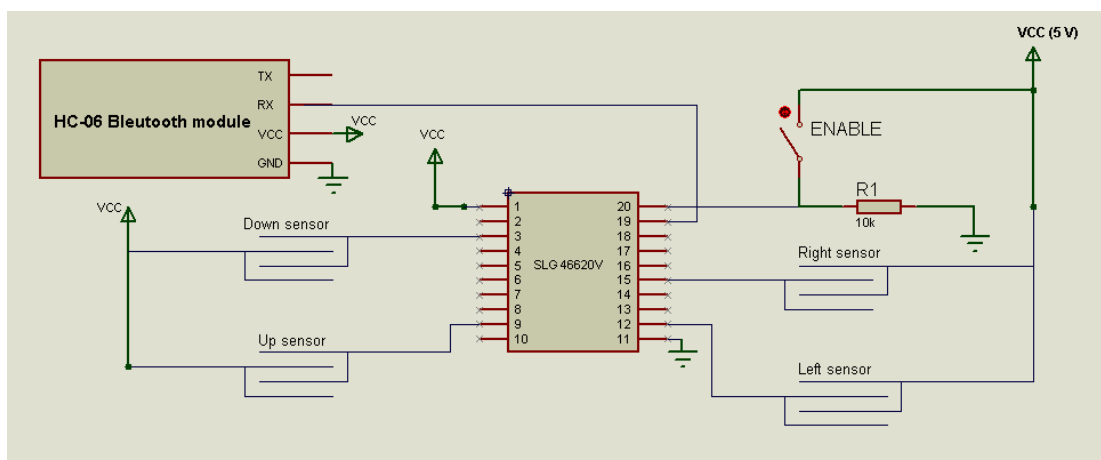 VCC (5 V)
TX
RX
HC-06 Bleutooth module
VCC
VCC
GND
VCC
ENABLE
R1
10k
VCC
Down sensor
Up sensor
SLG46620V
1
2
3
4
5
6
7
8
9
10
20
19
18
17
16
15
14
13
12
11
Right sensor
Left sensor